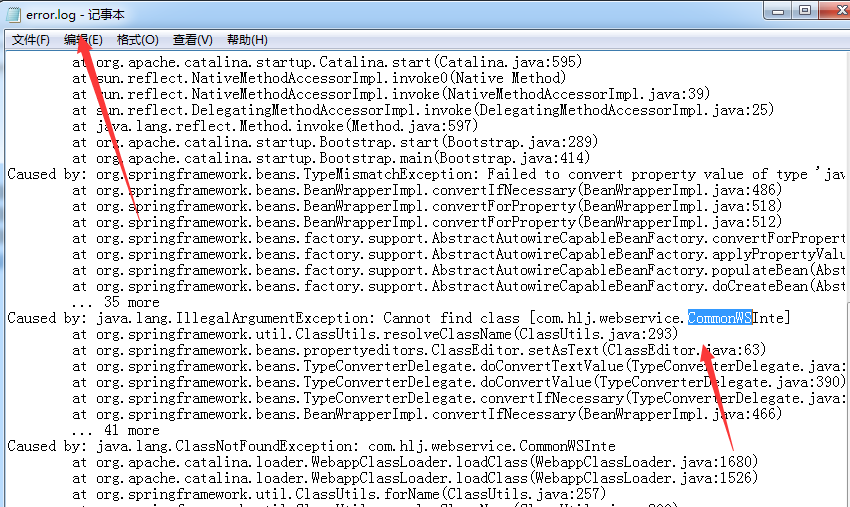 error.log - 记事本
文件(F) 编辑(E) 格式(O) 查看(V) 帮助(H)
at org.apache.catalina.startup.Catalina.start(Catalina.java:595)
at sun.reflect.NativeMethodAccessorImpl.invoke0(Native Method)
at sun.reflect.NativeMethodAccessorImpl.invoke(NativeMethodAccessorImpl.java:39)
at sun.reflect.DelegatingMethodAccessorImpl.invoke(DelegatingMethodAccessorImpl.java:25)
at java.lang.reflect.Method.invoke(Method.java:597)
at org.apache.catalina.startup.Bootstrap.start(Bootstrap.java:289)
at org.apache.catalina.startup.Bootstrap.main(Bootstrap.java:414)
Caused by: org.springframework.beans.TypeMismatchException: Failed to convert property value of type 'jav
at org.springframework.beans.BeanWrapperImpl.convertIfNecessary(BeanWrapperImpl.java:486)
at org.springframework.beans.BeanWrapperImpl.convertForProperty(BeanWrapperImpl.java:518)
at org.springframework.beans.BeanWrapperImpl.convertForProperty(BeanWrapperImpl.java:512)
at org.springframework.beans.factory.support.AbstractAutowireCapableBeanFactory.convertForPropert
at org.springframework.beans.factory.support.AbstractAutowireCapableBeanFactory.applyPropertyValu
at org.springframework.beans.factory.support.AbstractAutowireCapableBeanFactory.populateBean(Abst
at org.springframework.beans.factory.support.AbstractAutowireCapableBeanFactory.doCreateBean(Abst
... 35 more
Caused by: java.lang.IllegalArgumentException: Cannot find class [com.hlj.webservice.CommonWSInte]
at org.springframework.util.ClassUtils.resolveClassName(ClassUtils.java:293)
at org.springframework.beans.propertyeditors.ClassEditor.setAsText(ClassEditor.java:63)
at org.springframework.beans.TypeConverterDelegate.doConvertTextValue(TypeConverterDelegate.java:
at org.springframework.beans.TypeConverterDelegate.doConvertValue(TypeConverterDelegate.java:390)
at org.springframework.beans.TypeConverterDelegate.convertIfNecessary(TypeConverterDelegate.java:
at org.springframework.beans.BeanWrapperImpl.convertIfNecessary(BeanWrapperImpl.java:466)
... 41 more
Caused by: java.lang.ClassNotFoundException: com.hlj.webservice.CommonWSInte
at org.apache.catalina.loader.WebappClassLoader.loadClass(WebappClassLoader.java:1680)
at org.apache.catalina.loader.WebappClassLoader.loadClass(WebappClassLoader.java:1526)
at org.springframework.util.ClassUtils.forName(ClassUtils.java:257)